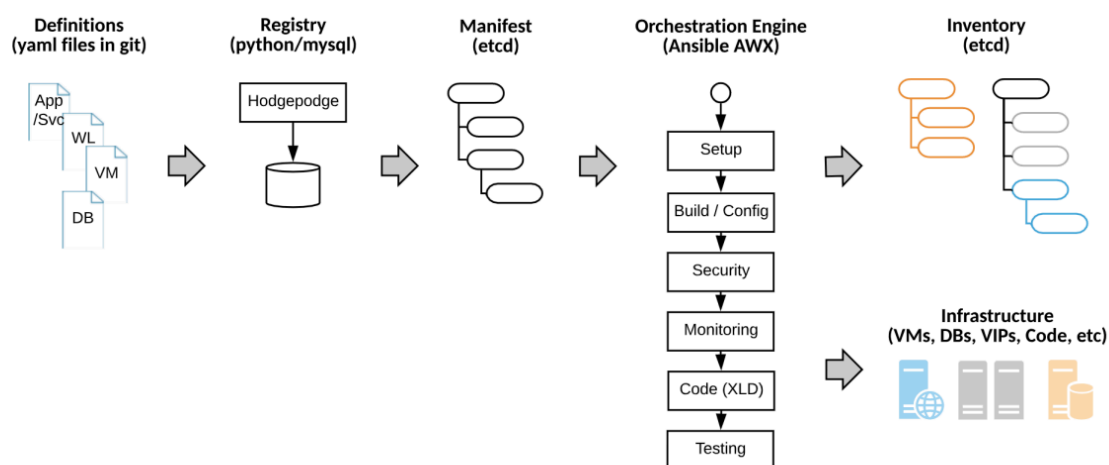 Definitions
(yaml files in git)
Registry
(python/mysql)
Manifest
(etcd)
Orchestration Engine
(Ansible AWX)
Inventory
(etcd)
App
/Svc
WL
VM
DB
Hodgepodge
Setup
Build / Config
Security
Monitoring
Code (XLD)
Testing
Infrastructure
(VMs, DBs, VIPs, Code, etc)